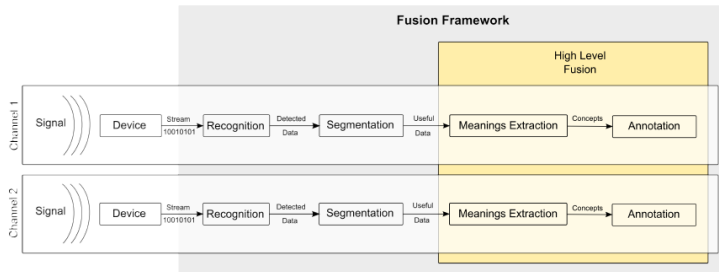 Fusion Framework
High Level
Fusion
Channel 1
Signal
Device
Stream
10010101
Recognition
Detected
Data
Segmentation
Useful
Data
Meanings Extraction
Concepts
Annotation
Channel 2
Signal
Device
Stream
10010101
Recognition
Detected
Data
Segmentation
Useful
Data
Meanings Extraction
Concepts
Annotation